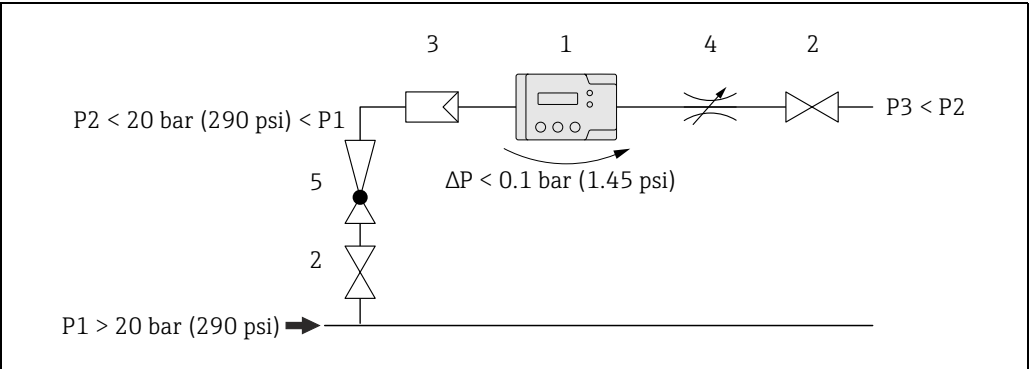 3 1 4 2
P2 < 20 bar (290 psi) < P1
P3 < P2
5
ΔP < 0.1 bar (1.45 psi)
2
P1 > 20 bar (290 psi)